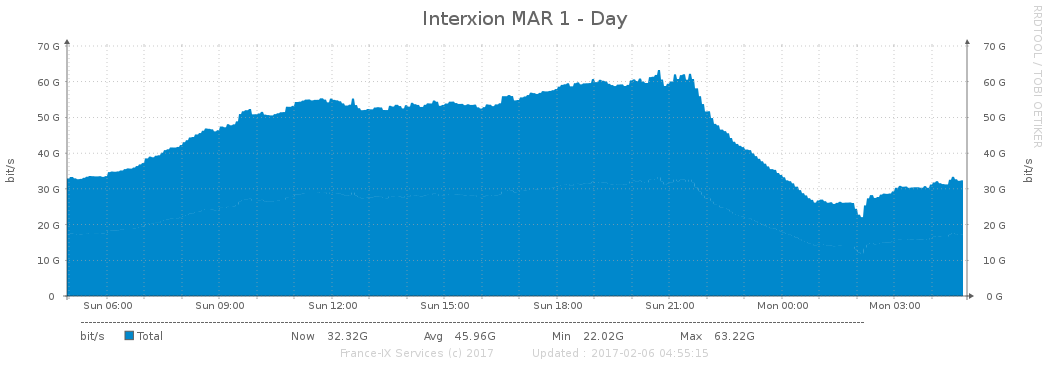 Interxion MAR 1 - Day
RRDTOOL / TOBI OETIKER
70 G 70 G
60 G 60 G
50 G 50 G
40 G 40 G
30 G 30 G
20 G 20 G
10 G 10 G
0 0 G
bit/s bit/s
Sun 06:00 Sun 09:00 Sun 12:00 Sun 15:00 Sun 18:00 Sun 21:00 Mon 00:00 Mon 03:00
bit/s Total Now 32.32G Avg 45.96G Min 22.02G Max 63.22G
France-IX Services (c) 2017 Updated : 2017-02-06 04:55:15